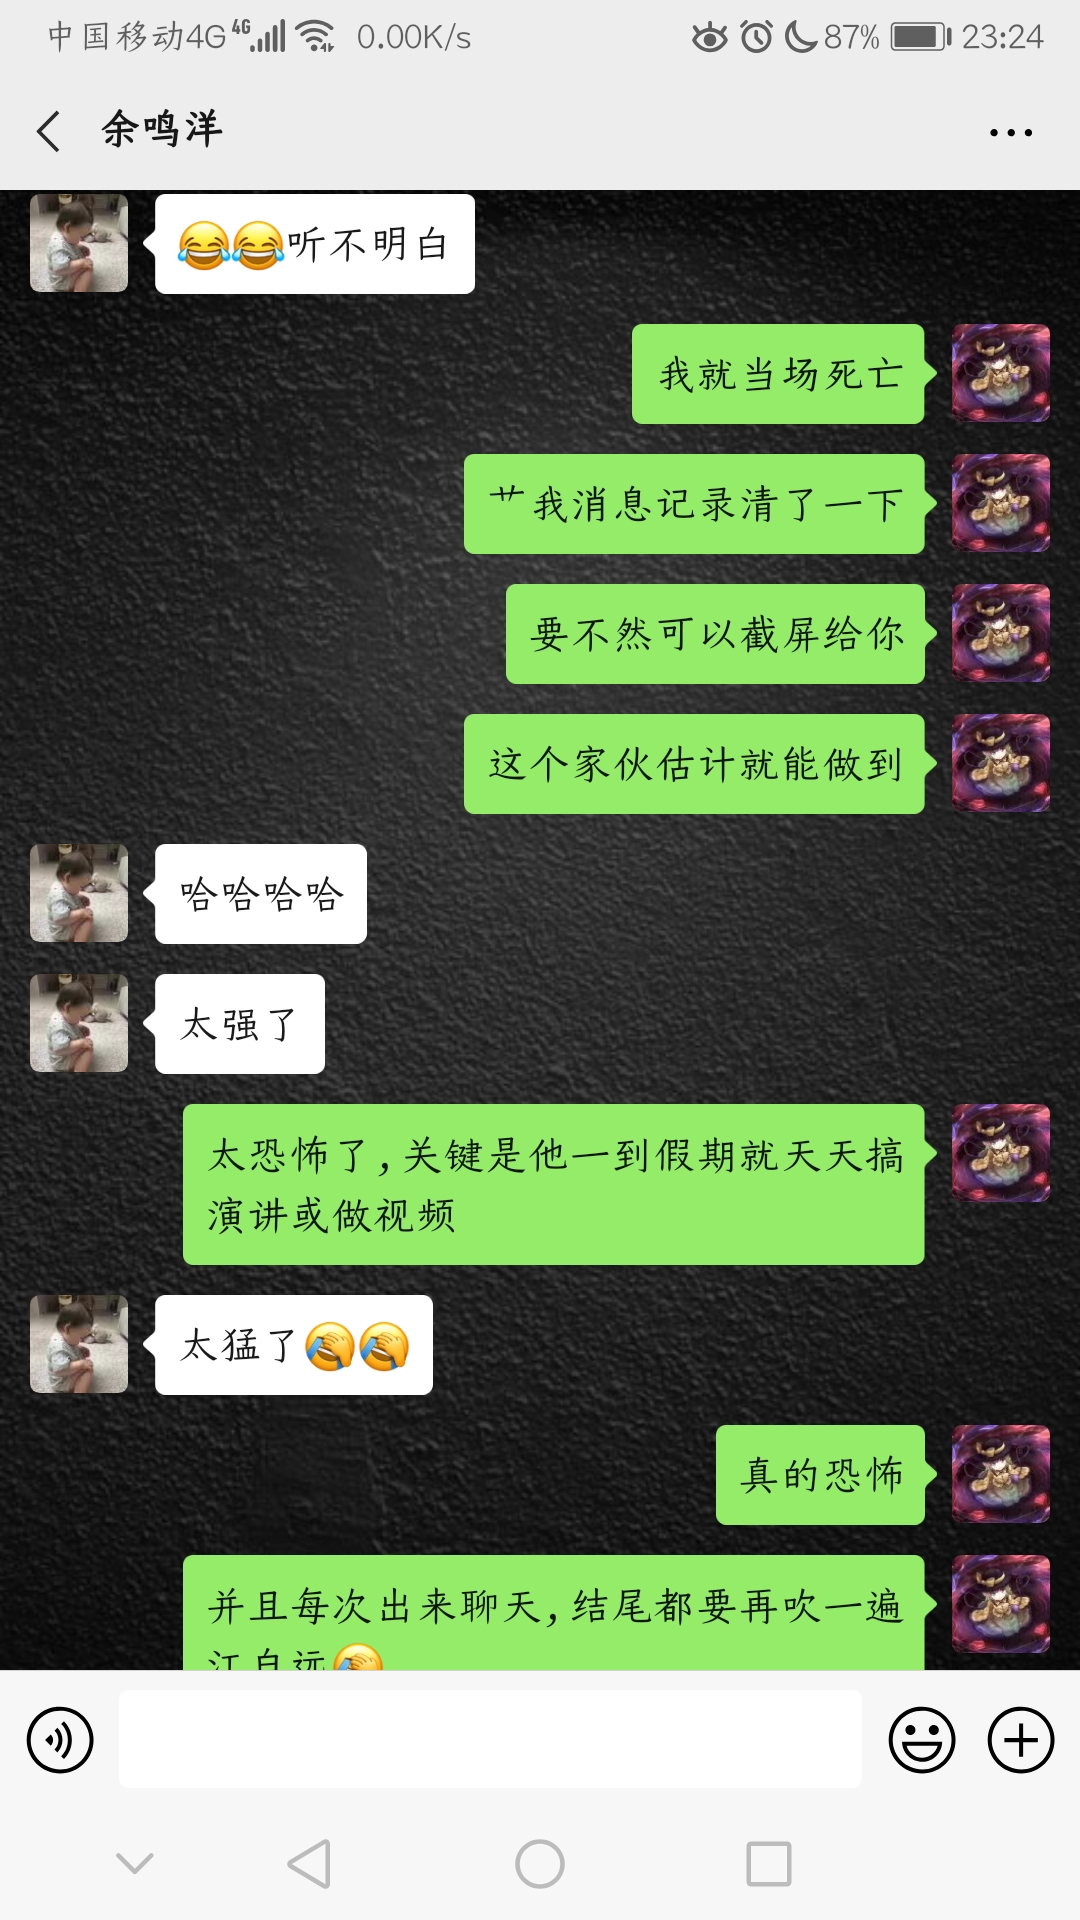 中国移动4G 4G 0.00K/s 87% 23:24
余鸣洋
😂😂听不明白
我就当场死亡
艹我消息记录清了一下
要不然可以截屏给你
这个家伙估计就能做到
哈哈哈哈
太强了
太恐怖了,关键是他一到假期就天天搞
演讲或做视频
太猛了🤣🤣
真的恐怖
并且每次出来聊天,结尾都要再吹一遍